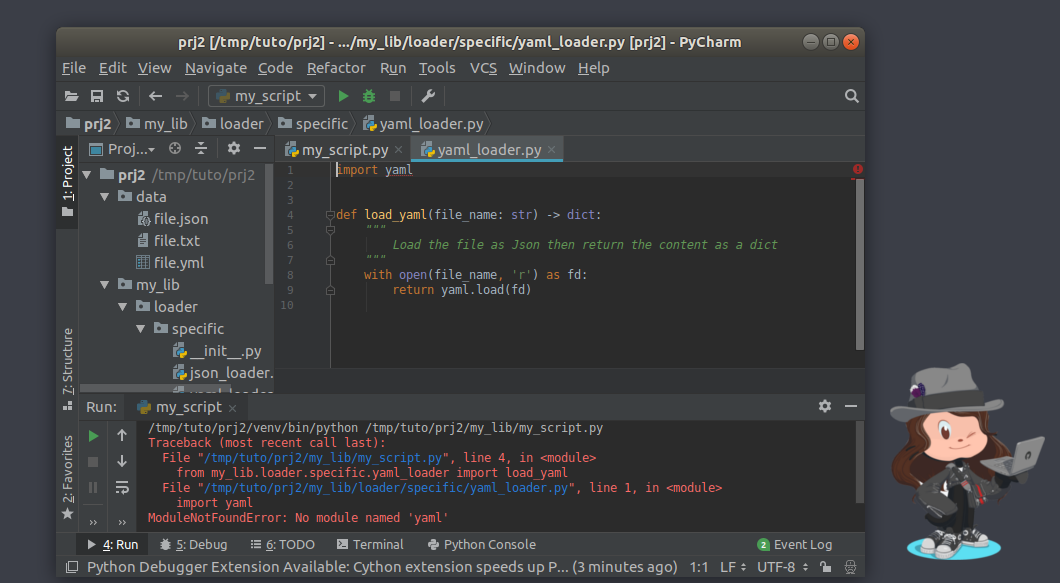 prj2 [/tmp/tuto/prj2] - .../my_lib/loader/specific/yaml_loader.py [prj2] - PyCharm
File Edit View Navigate Code Refactor Run Tools VCS Window Help
my_script
prj2 my_lib loader specific yaml_loader.py
1: Project
7: Structure
2: Favorites
Proj...
prj2 /tmp/tuto/prj2
data
file.json
file.txt
file.yml
my_lib
loader
specific
__init__.py
json_loader.
yaml_loader
my_script.py yaml_loader.py
1 import yaml
2
3
4 def load_yaml(file_name: str) -> dict:
5 """
6 Load the file as Json then return the content as a dict
7 """
8 with open(file_name, 'r') as fd:
9 return yaml.load(fd)
10
Run: my_script
/tmp/tuto/prj2/venv/bin/python /tmp/tuto/prj2/my_lib/my_script.py
Traceback (most recent call last):
File "/tmp/tuto/prj2/my_lib/my_script.py", line 4, in <module>
from my_lib.loader.specific.yaml_loader import load_yaml
File "/tmp/tuto/prj2/my_lib/loader/specific/yaml_loader.py", line 1, in <module>
import yaml
ModuleNotFoundError: No module named 'yaml'
4: Run 5: Debug 6: TODO Terminal Python Console 2 Event Log
Python Debugger Extension Available: Cython extension speeds up P... (3 minutes ago) 1:1 LF UTF-8